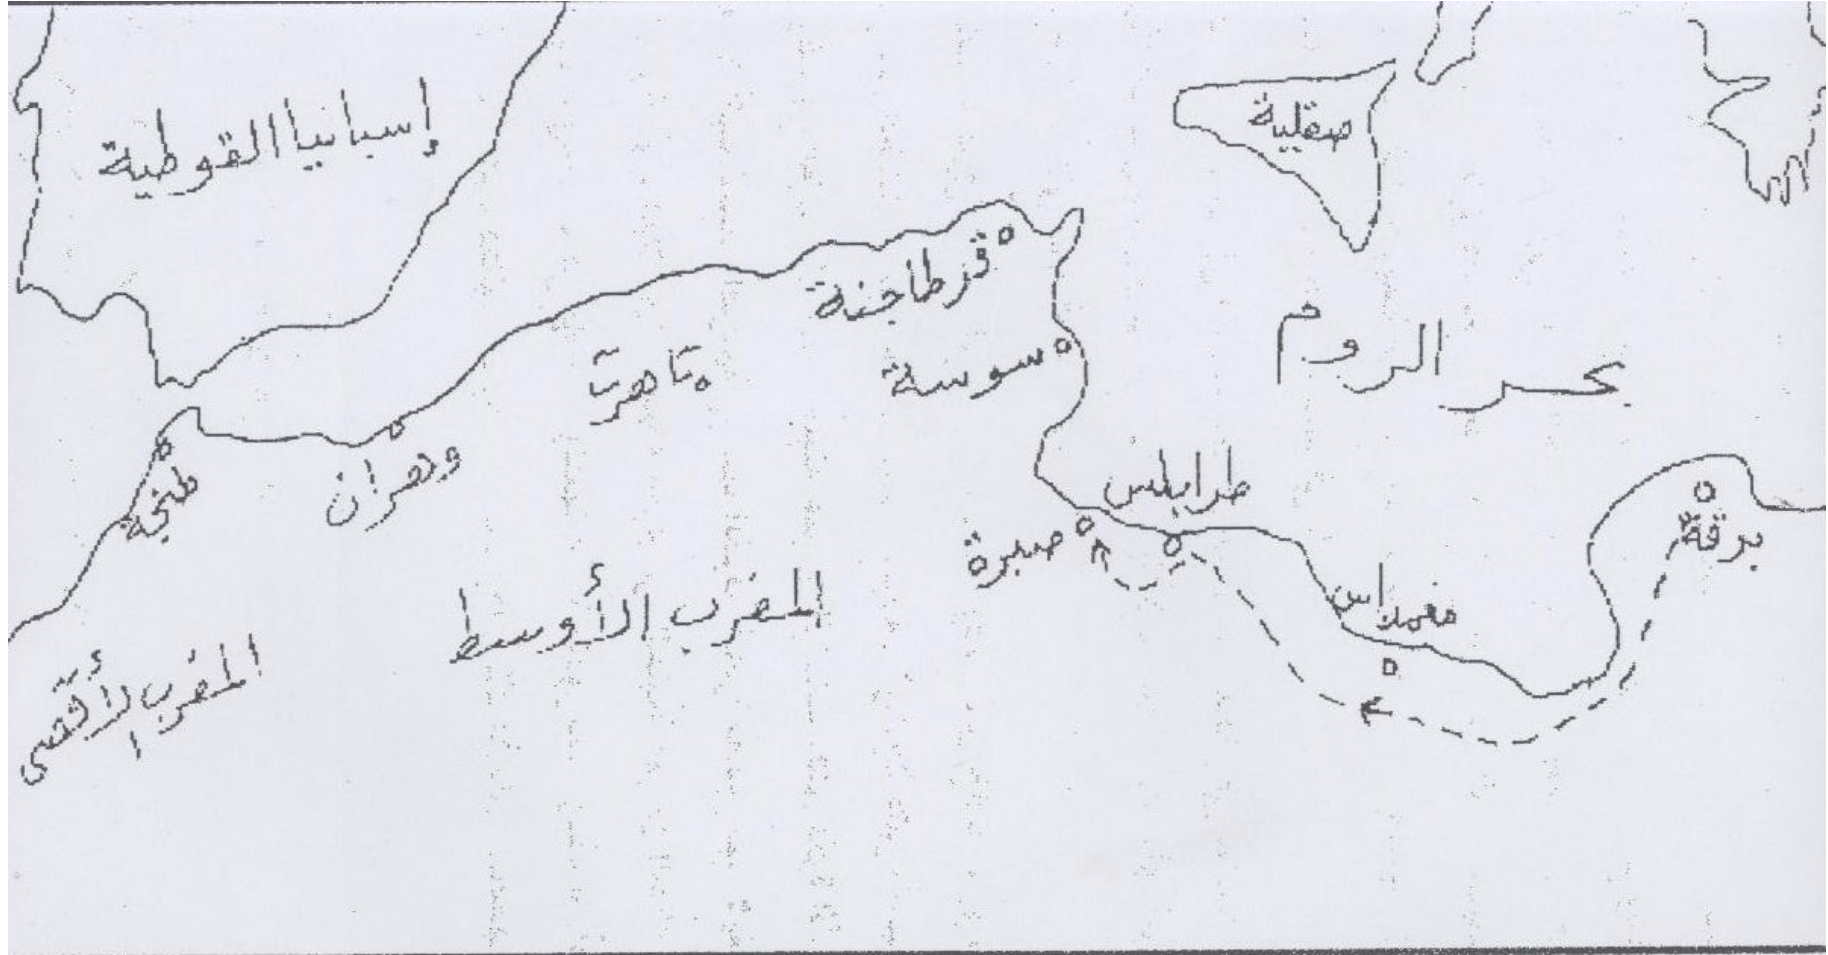 إسبانيا القوطية
صقلية
قرطاجنة
سوسة
تاهرت
بحر الروم
وهران
طنجة
طرابلس
صبرة
برقة
مغمداس
المغرب الأوسط
المغرب الأقصى